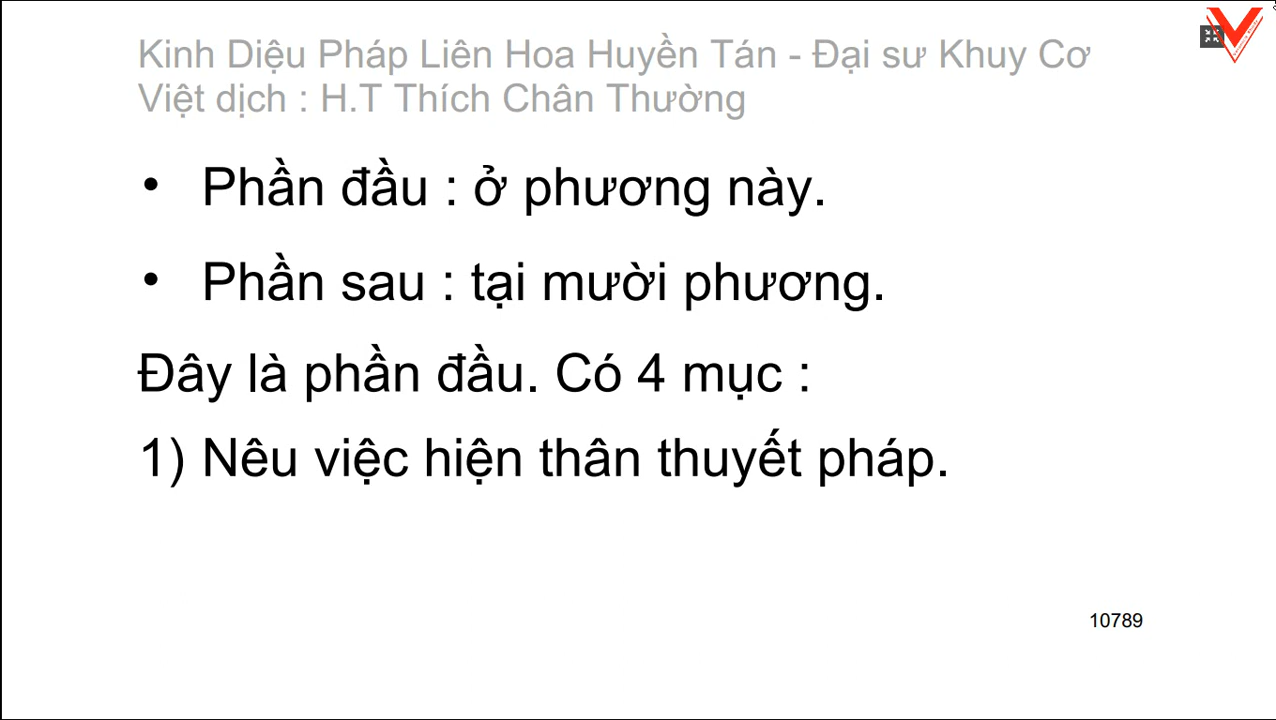 Kinh Diệu Pháp Liên Hoa Huyền Tán - Đại sư Khuy Cơ
Việt dịch : H.T Thích Chân Thường
• Phần đầu : ở phương này.
• Phần sau : tại mười phương.
Đây là phần đầu. Có 4 mục :
1) Nêu việc hiện thân thuyết pháp.
10789